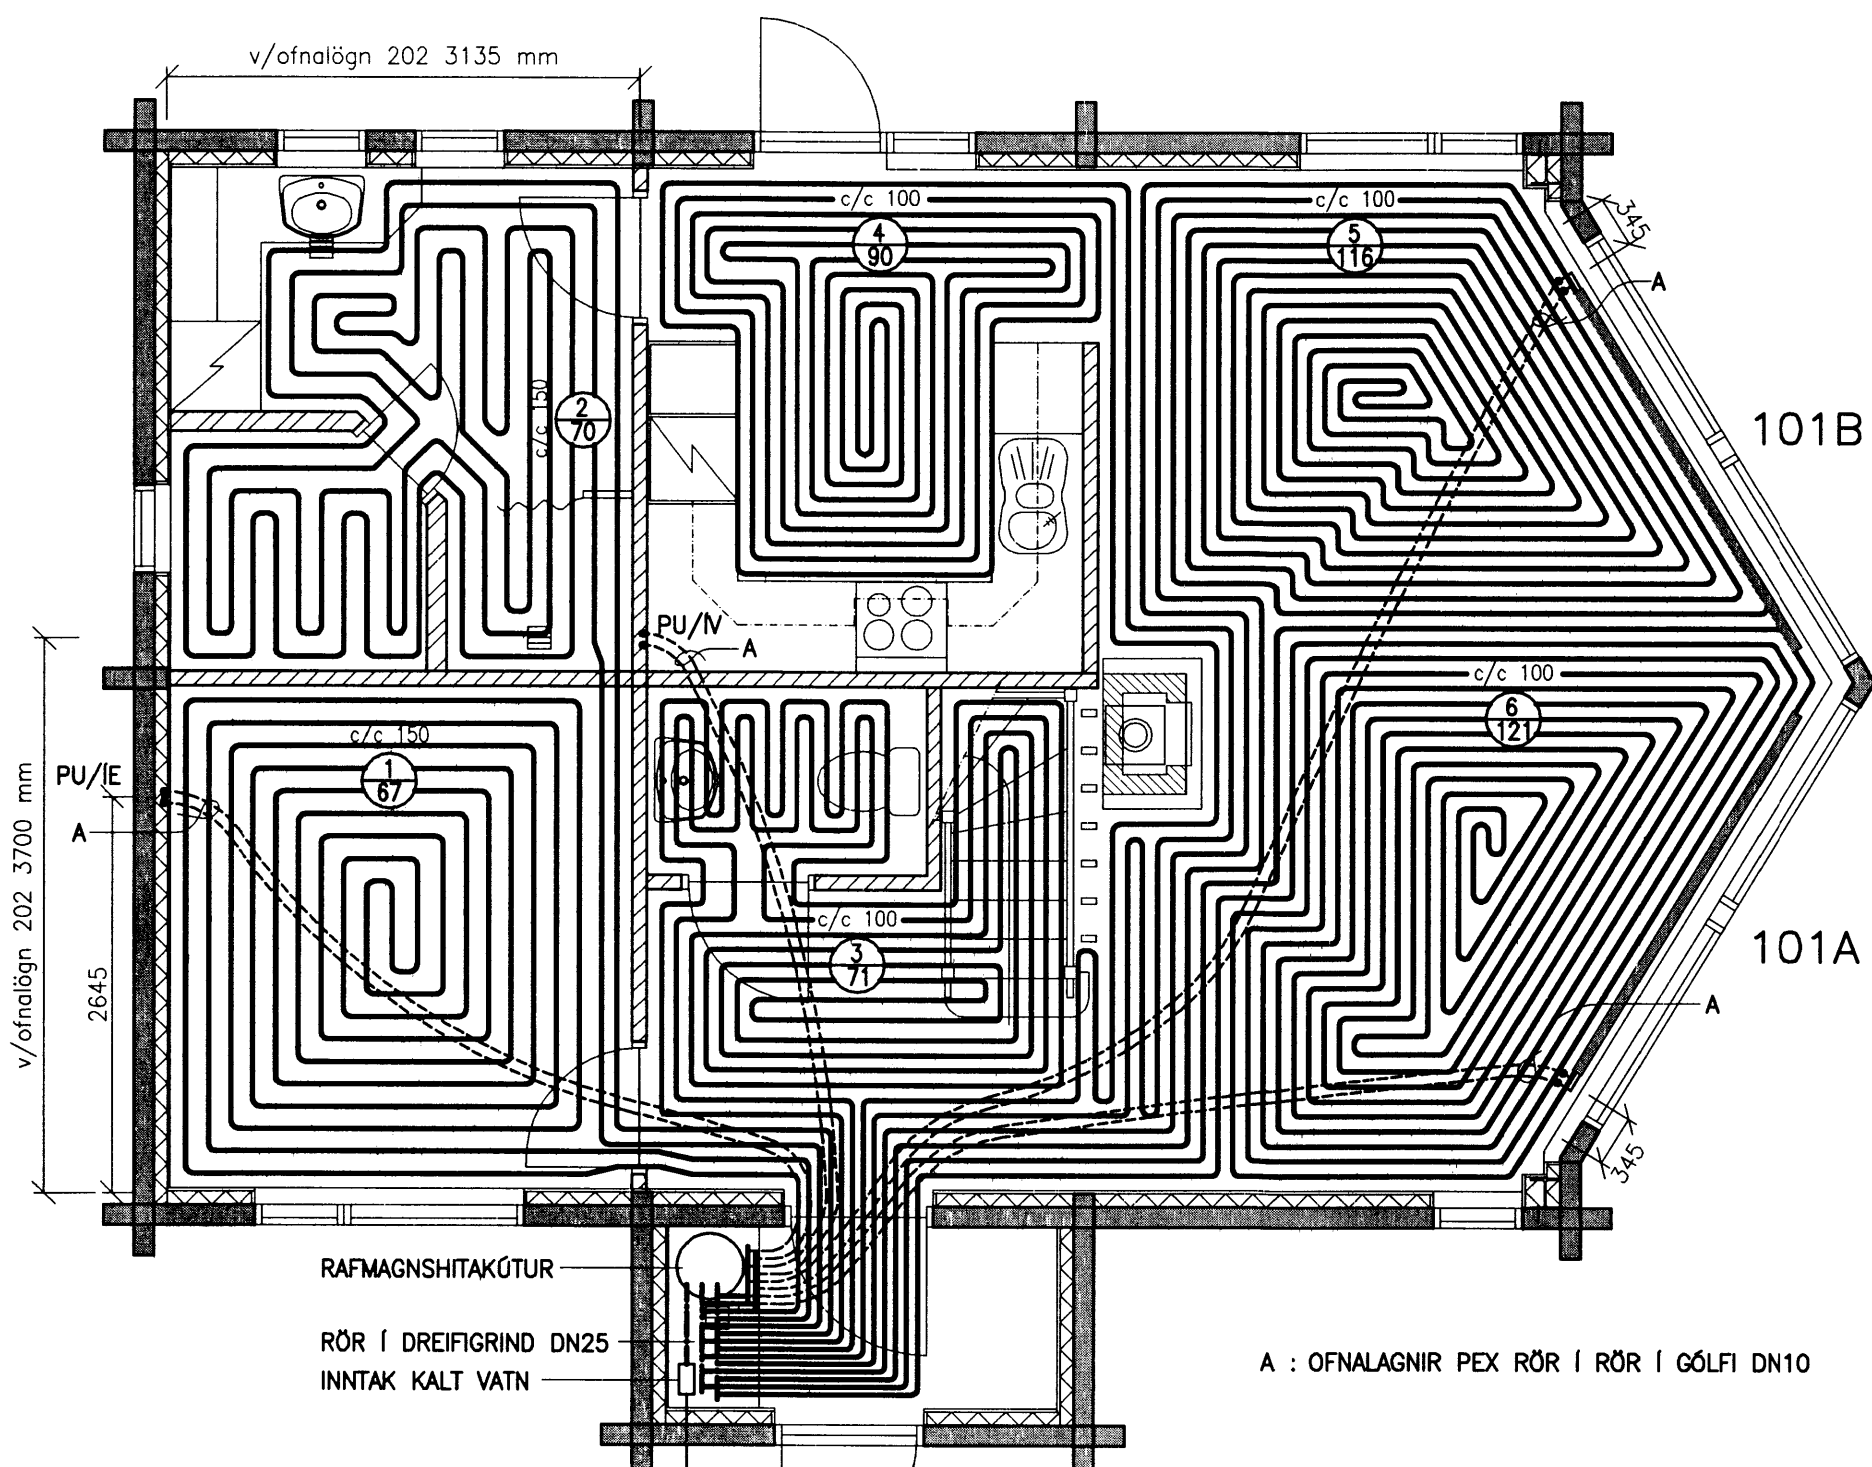 v/ofnalögn 202 3135 mm
c/c 100
4
90
c/c 100
5
116
345
A
c/c 150
2
70
101B
PU/IV
A
c/c 100
6
121
c/c 150
1
67
PU/IE
A
v/ofnalögn 202 3700 mm
2645
c/c 100
3
71
101A
A
345
RAFMAGNSHITAKÚTUR
RÖR Í DREIFIGRIND DN25
INNTAK KALT VATN
A : OFNALAGNIR PEX RÖR Í RÖR Í GÓLFI DN10